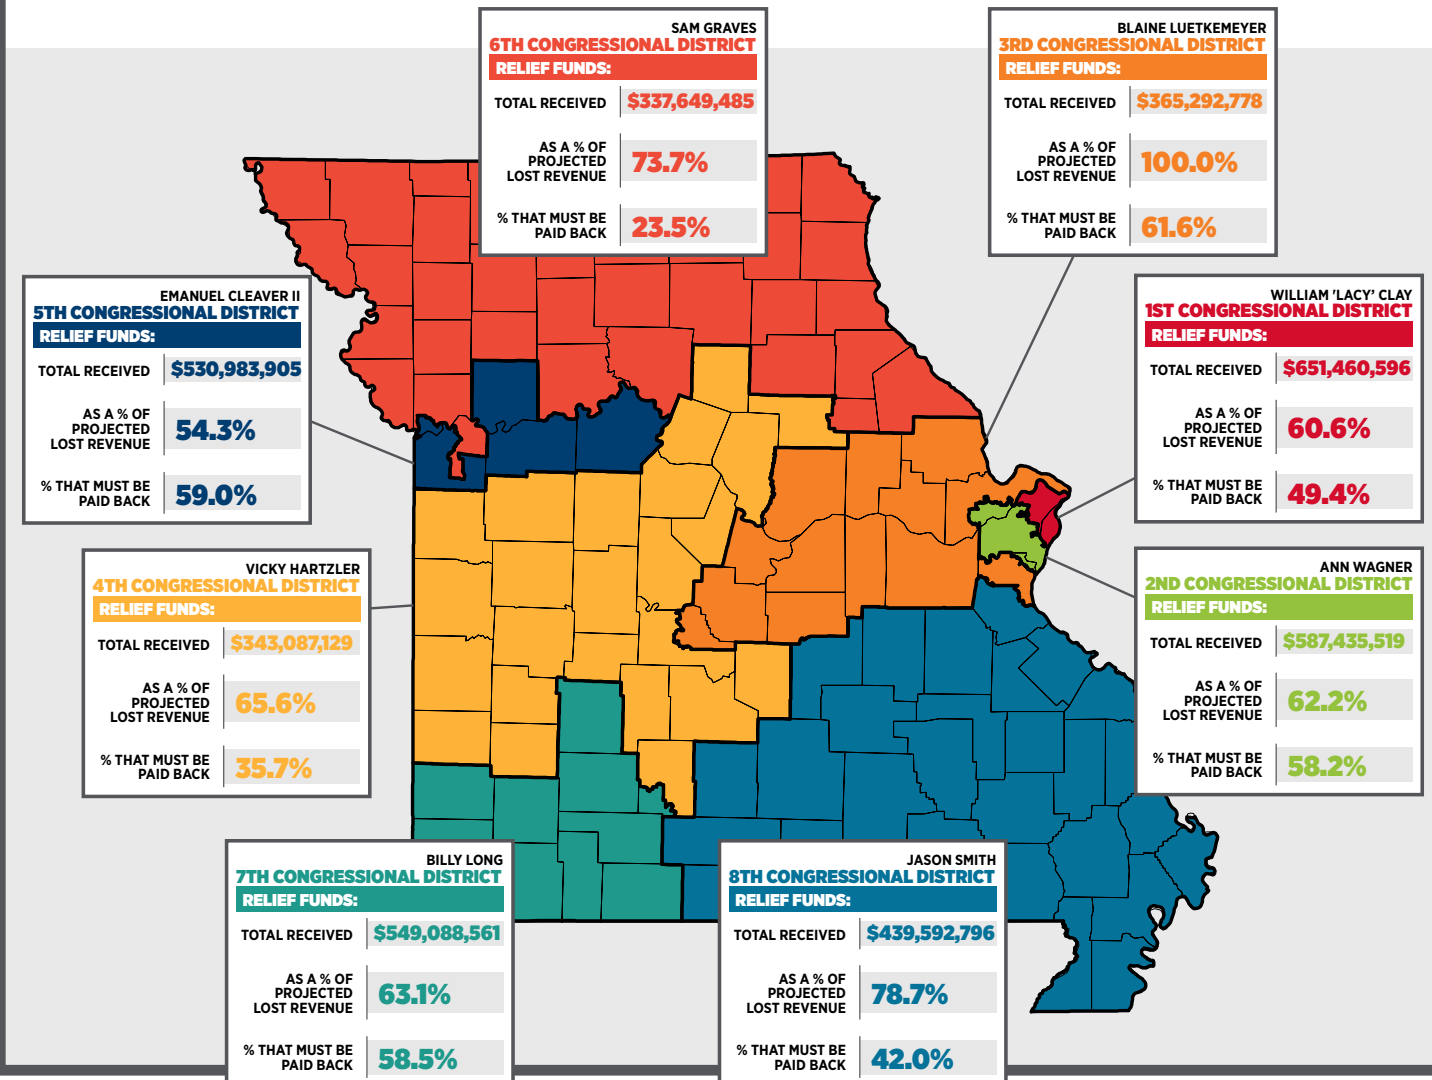 SAM GRAVES
6TH CONGRESSIONAL DISTRICT
RELIEF FUNDS:
TOTAL RECEIVED $337,649,485
AS A % OF
PROJECTED
LOST REVENUE
73.7%
% THAT MUST BE
PAID BACK
23.5%
BLAINE LUETKEMEYER
3RD CONGRESSIONAL DISTRICT
RELIEF FUNDS:
TOTAL RECEIVED $365,292,778
AS A % OF
PROJECTED
LOST REVENUE
100.0%
% THAT MUST BE
PAID BACK
61.6%
EMANUEL CLEAVER II
5TH CONGRESSIONAL DISTRICT
RELIEF FUNDS:
TOTAL RECEIVED $530,983,905
AS A % OF
PROJECTED
LOST REVENUE
54.3%
% THAT MUST BE
PAID BACK
59.0%
WILLIAM 'LACY’ CLAY
1ST CONGRESSIONAL DISTRICT
RELIEF FUNDS:
TOTAL RECEIVED $651,460,596
AS A % OF
PROJECTED
LOST REVENUE
60.6%
% THAT MUST BE
PAID BACK
49.4%
VICKY HARTZLER
4TH CONGRESSIONAL DISTRICT
RELIEF FUNDS:
TOTAL RECEIVED $343,087,129
AS A % OF
PROJECTED
LOST REVENUE
65.6%
% THAT MUST BE
PAID BACK
35.7%
ANN WAGNER
2ND CONGRESSIONAL DISTRICT
RELIEF FUNDS:
TOTAL RECEIVED $587,435,519
AS A % OF
PROJECTED
LOST REVENUE
62.2%
% THAT MUST BE
PAID BACK
58.2%
BILLY LONG
7TH CONGRESSIONAL DISTRICT
RELIEF FUNDS:
TOTAL RECEIVED $549,088,561
AS A % OF
PROJECTED
LOST REVENUE
63.1%
% THAT MUST BE
PAID BACK
58.5%
JASON SMITH
8TH CONGRESSIONAL DISTRICT
RELIEF FUNDS:
TOTAL RECEIVED $439,592,796
AS A % OF
PROJECTED
LOST REVENUE
78.7%
% THAT MUST BE
PAID BACK
42.0%